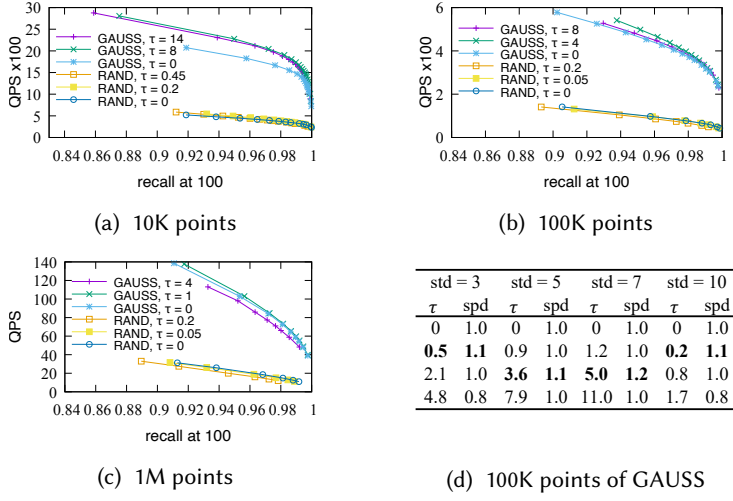 30
25
20
15
10
5
0
QPS x100
GAUSS, τ = 14
GAUSS, τ = 8
GAUSS, τ = 0
RAND, τ = 0.45
RAND, τ = 0.2
RAND, τ = 0
0.84 0.86 0.88 0.9 0.92 0.94 0.96 0.98 1
recall at 100
(a) 10K points
6
4
2
0
QPS x100
GAUSS, τ = 8
GAUSS, τ = 4
GAUSS, τ = 0
RAND, τ = 0.2
RAND, τ = 0.05
RAND, τ = 0
0.84 0.86 0.88 0.9 0.92 0.94 0.96 0.98 1
recall at 100
(b) 100K points
140
120
100
80
60
40
20
0
QPS
GAUSS, τ = 4
GAUSS, τ = 1
GAUSS, τ = 0
RAND, τ = 0.2
RAND, τ = 0.05
RAND, τ = 0
0.84 0.86 0.88 0.9 0.92 0.94 0.96 0.98 1
recall at 100
(c) 1M points
std = 3 std = 5 std = 7 std = 10
τ spd τ spd τ spd τ spd
0 1.0 0 1.0 0 1.0 0 1.0
0.5 1.1 0.9 1.0 1.2 1.0 0.2 1.1
2.1 1.0 3.6 1.1 5.0 1.2 0.8 1.0
4.8 0.8 7.9 1.0 11.0 1.0 1.7 0.8
(d) 100K points of GAUSS